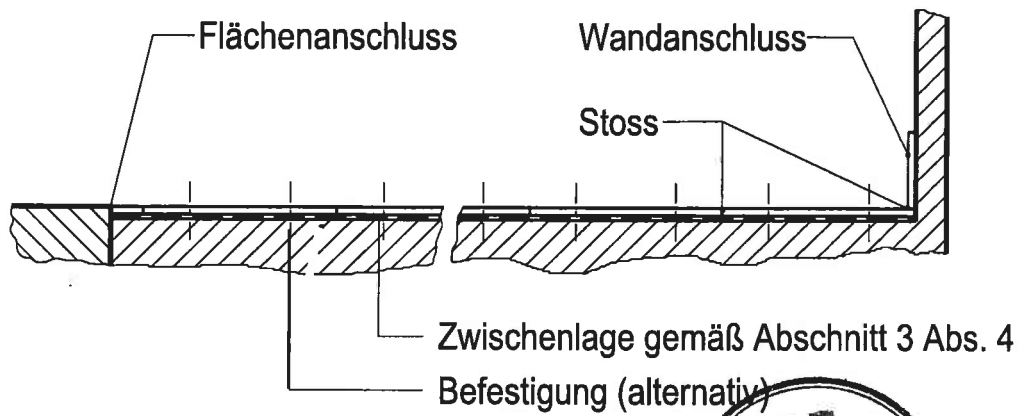 Flächenanschluss
Wandanschluss
Stoss
Zwischenlage gemäß Abschnitt 3 Abs. 4
Befestigung (alternativ)